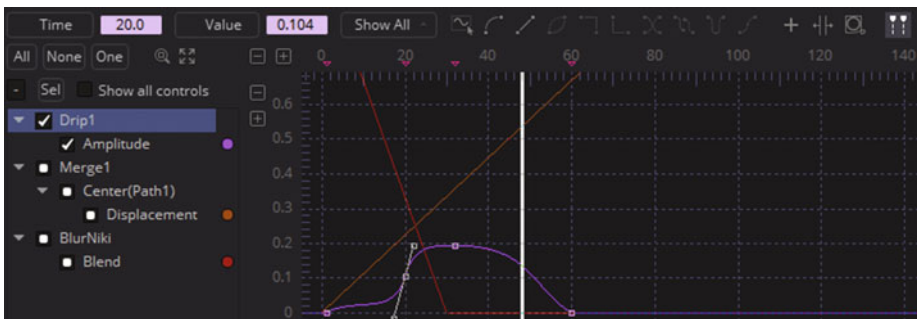 Time 20.0 Value 0.104 Show All
All None One 0 20 40 60 80 100 120 140
- Sel Show all controls
Drip1
Amplitude
Merge1
Center(Path1)
Displacement
BlurNiki
Blend
0.6
0.5
0.4
0.3
0.2
0.1
0